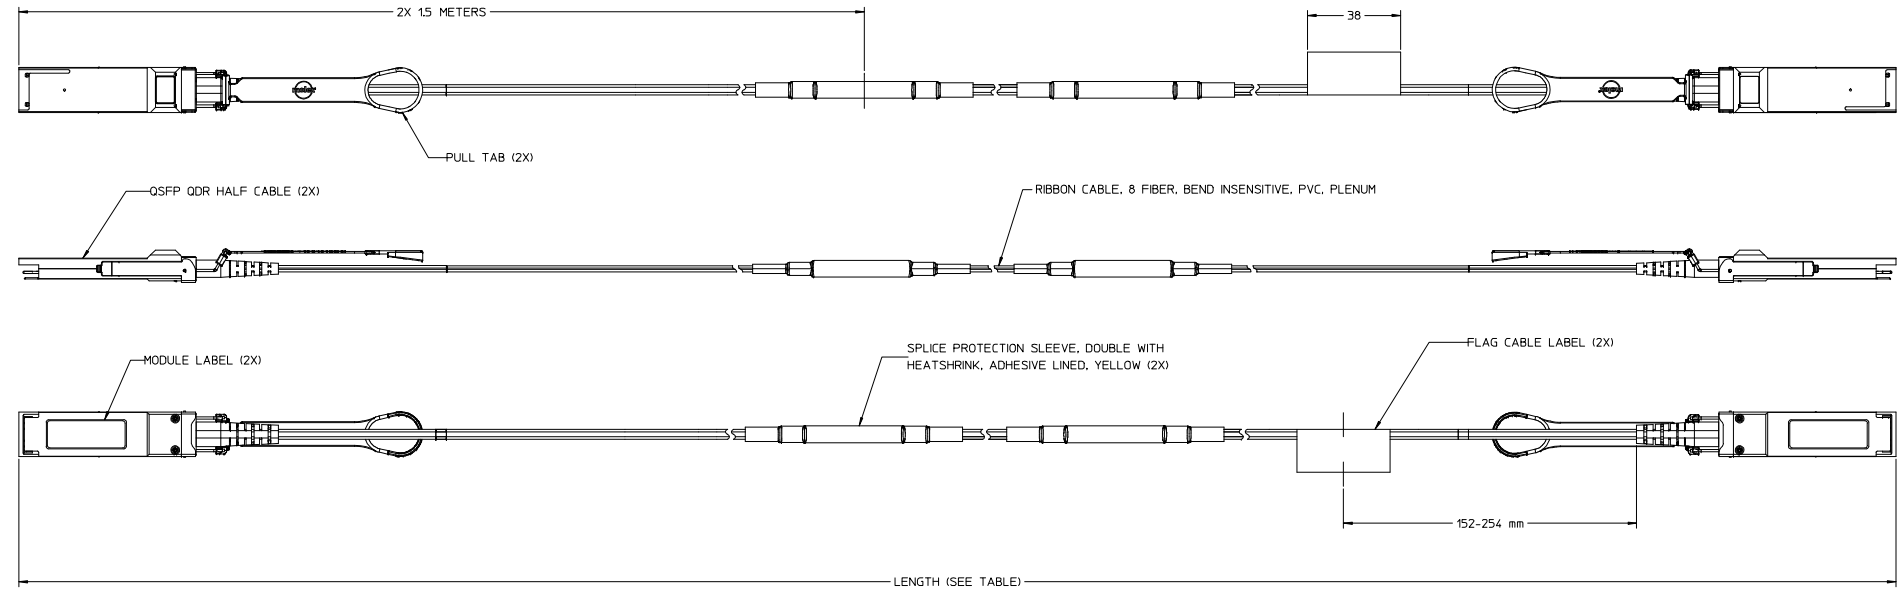 2X 1.5 METERS
38
molex
molex
PULL TAB (2X)
QSFP QDR HALF CABLE (2X)
RIBBON CABLE, 8 FIBER, BEND INSENSITIVE, PVC, PLENUM
MODULE LABEL (2X)
SPLICE PROTECTION SLEEVE, DOUBLE WITH
HEATSHRINK, ADHESIVE LINED, YELLOW (2X)
FLAG CABLE LABEL (2X)
152-254 mm
LENGTH (SEE TABLE)